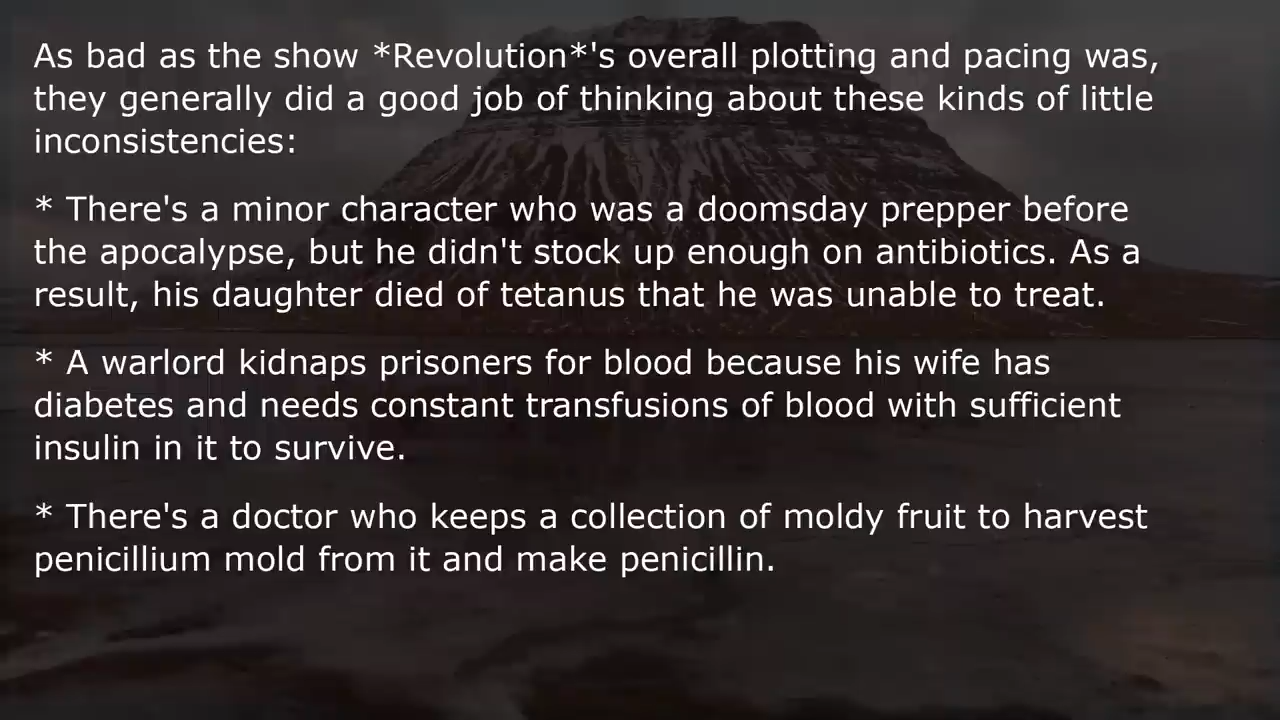 As bad as the show *Revolution*'s overall plotting and pacing was,
they generally did a good job of thinking about these kinds of little
inconsistencies:
* There's a minor character who was a doomsday prepper before
the apocalypse, but he didn't stock up enough on antibiotics. As a
result, his daughter died of tetanus that he was unable to treat.
* A warlord kidnaps prisoners for blood because his wife has
diabetes and needs constant transfusions of blood with sufficient
insulin in it to survive.
* There's a doctor who keeps a collection of moldy fruit to harvest
penicillium mold from it and make penicillin.